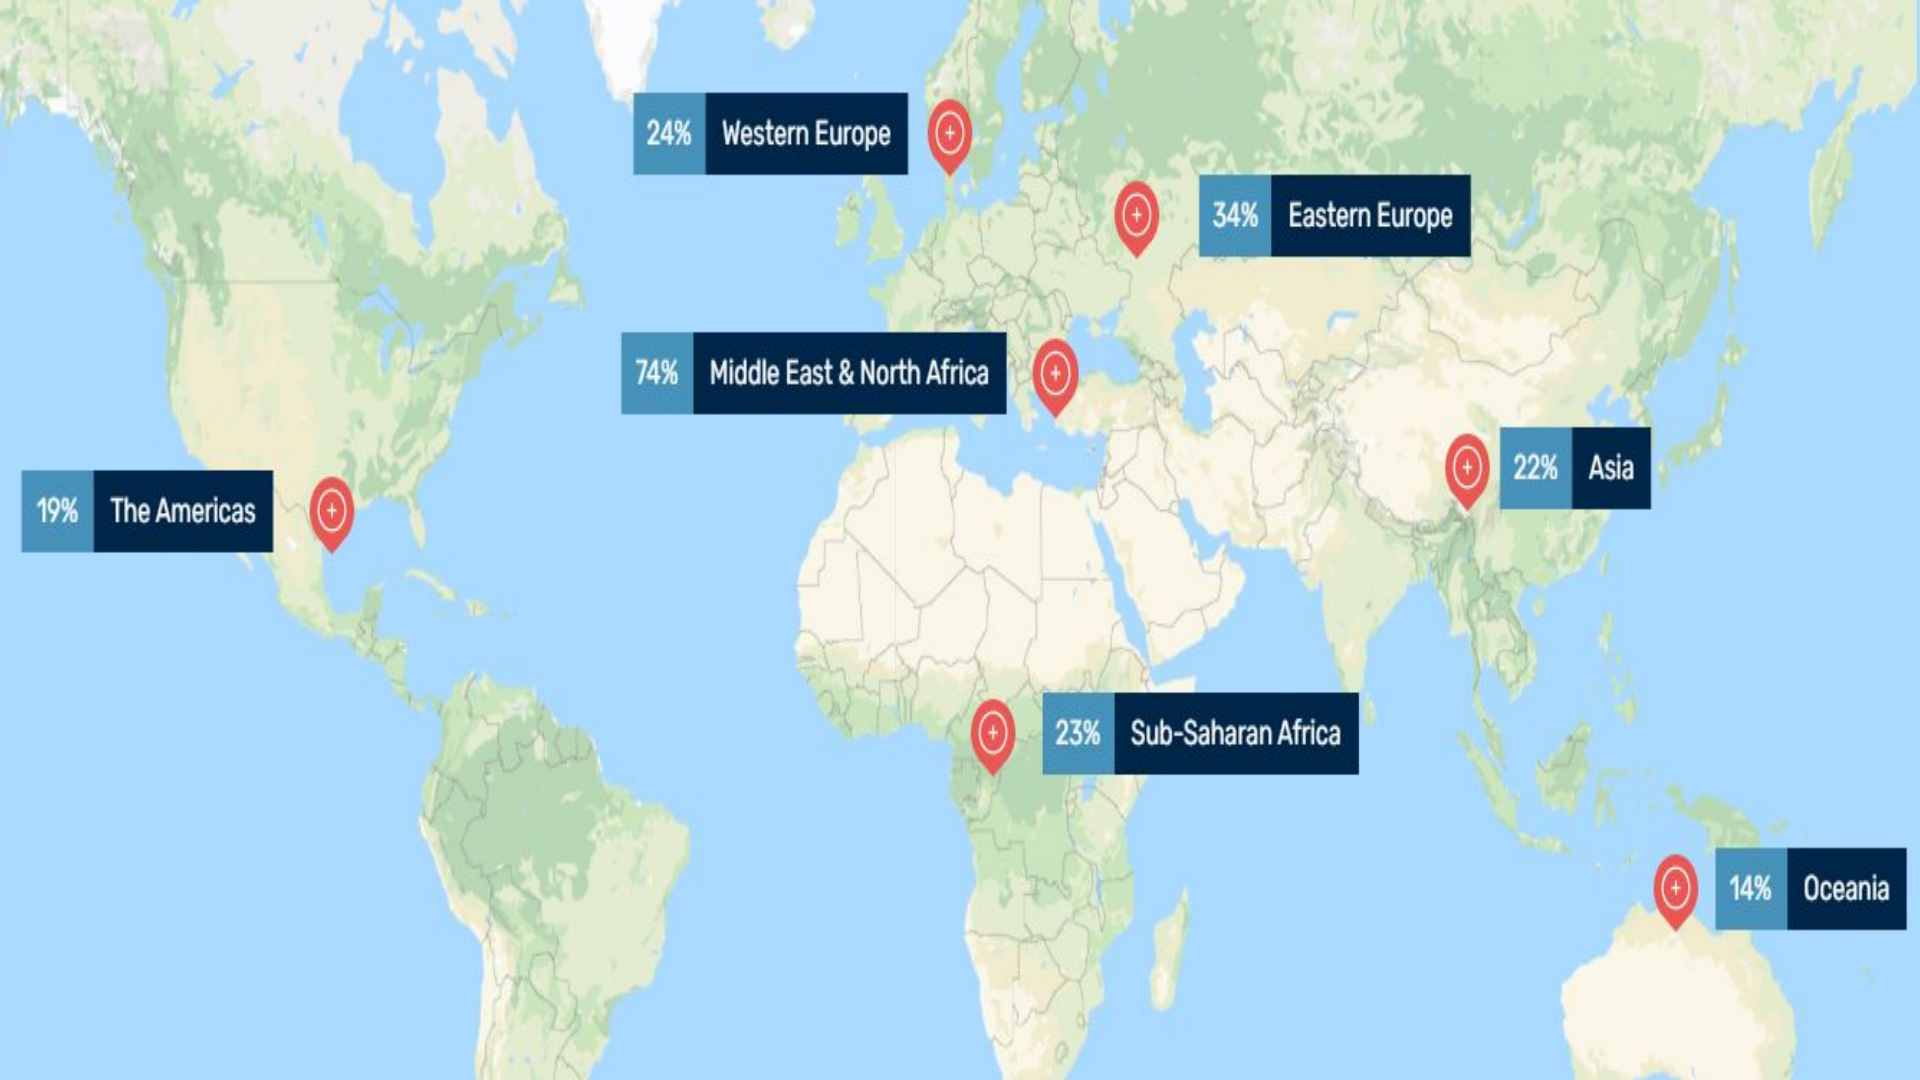 24% Western Europe
34% Eastern Europe
74% Middle East & North Africa
22% Asia
19% The Americas
23% Sub-Saharan Africa
14% Oceania